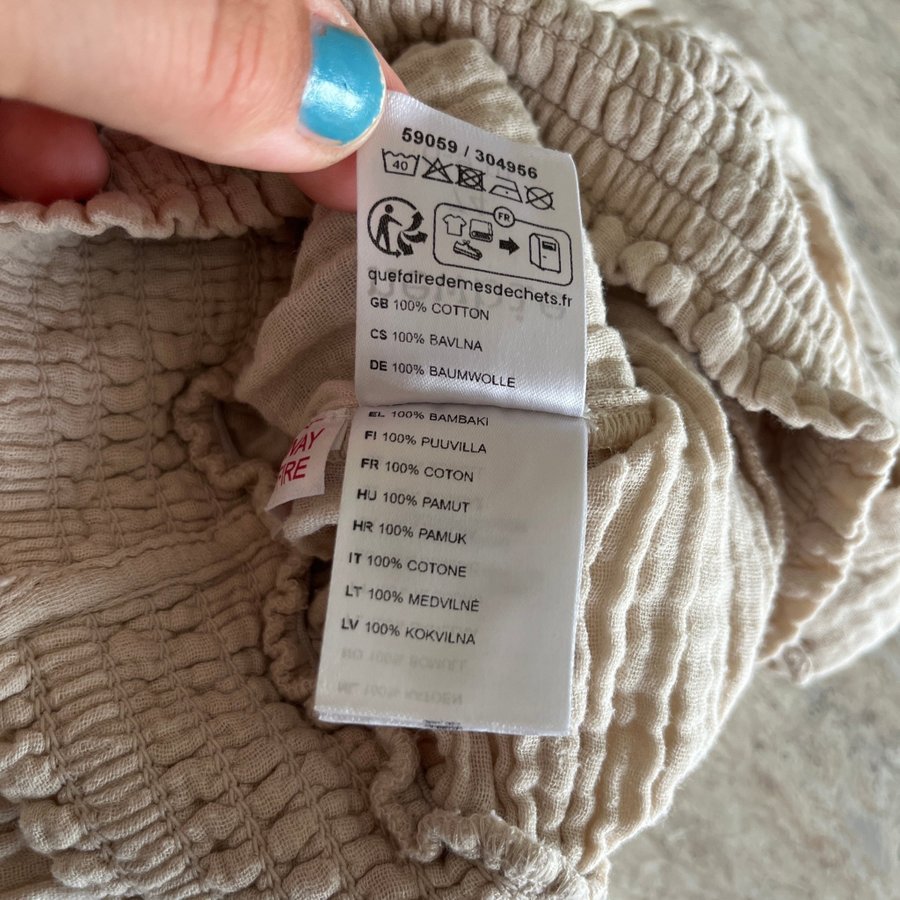 59059 / 304956
40
FR
quefairedemesdechets.fr
GB 100% COTTON
CS 100% BAVLNA
DE 100% BAUMWOLLE
EL 100% BAMBAKI
FI 100% PUUVILLA
FR 100% COTON
HU 100% PAMUT
HR 100% PAMUK
IT 100% COTONE
LT 100% MEDVILNĖ
LV 100% KOKVILNA